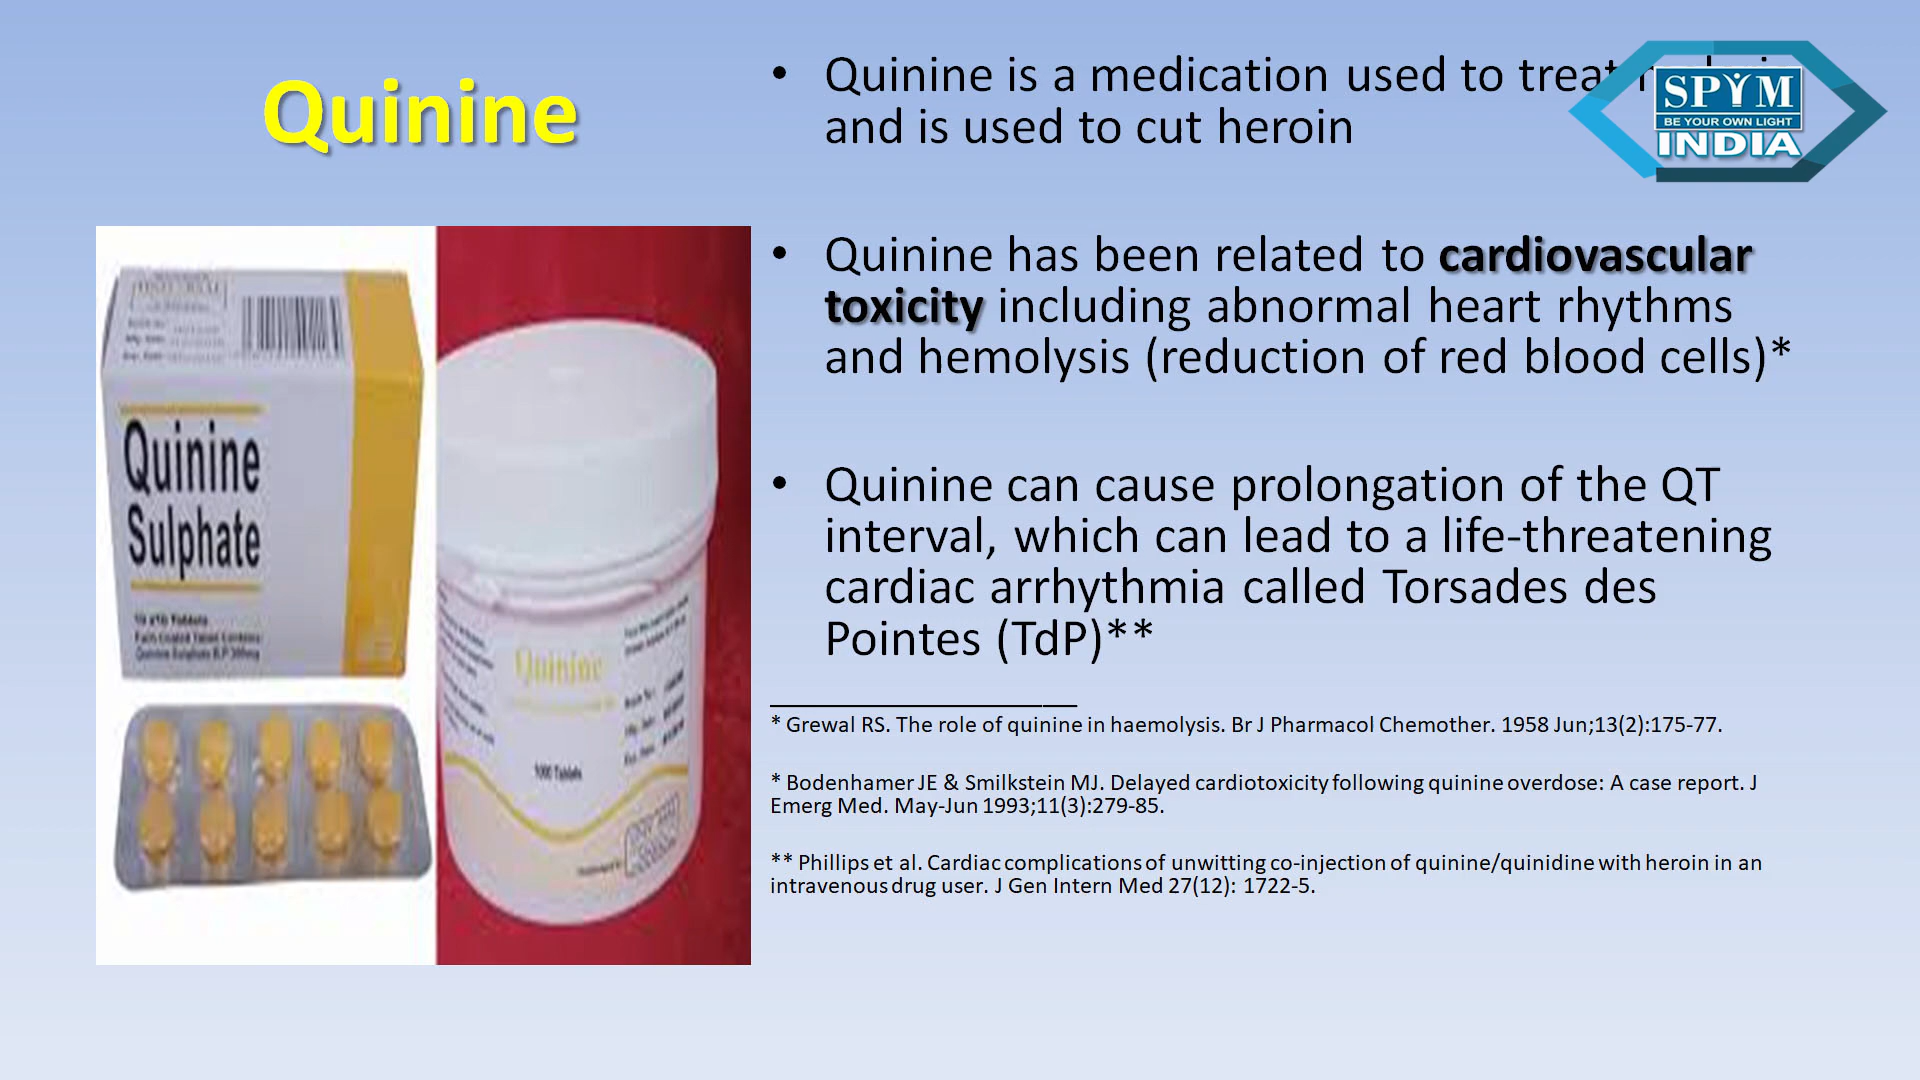 Quinine
• Quinine is a medication used to treat
and is used to cut heroin
SPYM
BE YOUR OWN LIGHT
INDIA
• Quinine has been related to cardiovascular
toxicity including abnormal heart rhythms
and hemolysis (reduction of red blood cells)*
• Quinine can cause prolongation of the QT
interval, which can lead to a life-threatening
cardiac arrhythmia called Torsades des
Pointes (TdP)**
* Grewal RS. The role of quinine in haemolysis. Br J Pharmacol Chemother. 1958 Jun;13(2):175-77.
* Bodenhamer JE & Smilkstein MJ. Delayed cardiotoxicity following quinine overdose: A case report. J
Emerg Med. May-Jun 1993;11(3):279-85.
** Phillips et al. Cardiac complications of unwitting co-injection of quinine/quinidine with heroin in an
intravenous drug user. J Gen Intern Med 27(12): 1722-5.
Quinine
Sulphate
Quinine
1000 Tablets